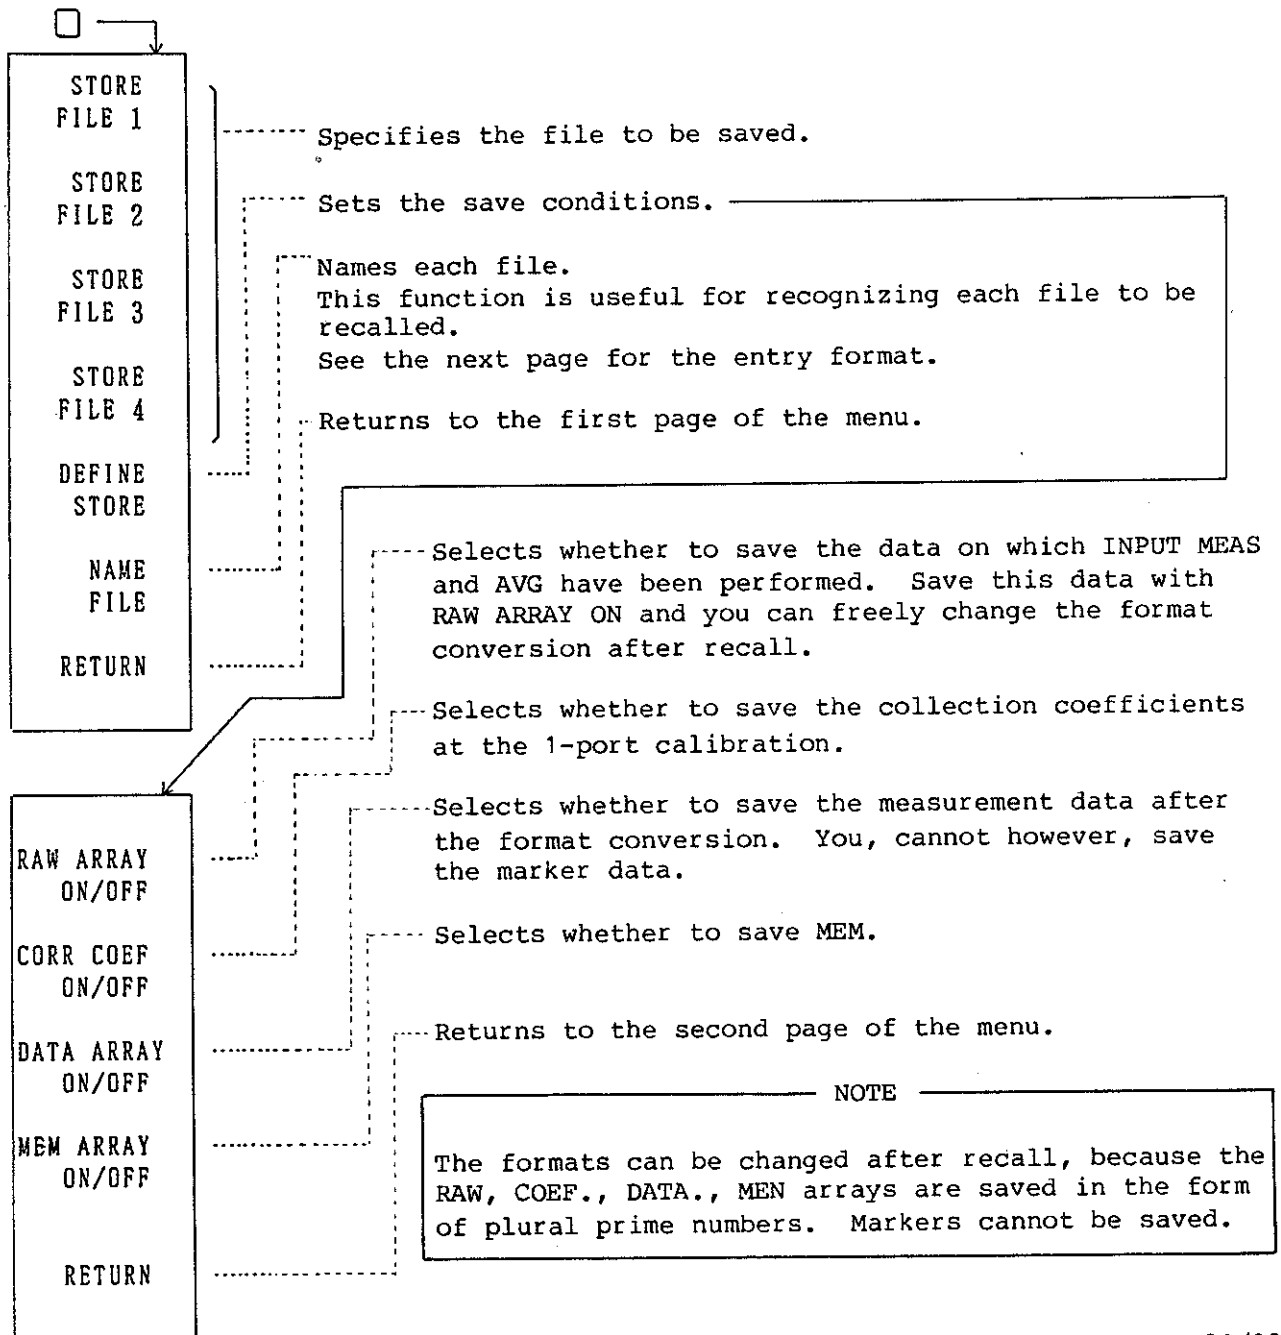 STORE
FILE 1
STORE
FILE 2
STORE
FILE 3
STORE
FILE 4
DEFINE
STORE
NAME
FILE
RETURN
Specifies the file to be saved.
Sets the save conditions.
Names each file.
This function is useful for recognizing each file to be
recalled.
See the next page for the entry format.
Returns to the first page of the menu.
RAW ARRAY
ON/OFF
CORR COEF
ON/OFF
DATA ARRAY
ON/OFF
MEM ARRAY
ON/OFF
RETURN
Selects whether to save the data on which INPUT MEAS
and AVG have been performed. Save this data with
RAW ARRAY ON and you can freely change the format
conversion after recall.
Selects whether to save the collection coefficients
at the 1-port calibration.
Selects whether to save the measurement data after
the format conversion. You, cannot however, save
the marker data.
Selects whether to save MEM.
Returns to the second page of the menu.
NOTE
The formats can be changed after recall, because the
RAW, COEF., DATA., MEN arrays are saved in the form
of plural prime numbers. Markers cannot be saved.